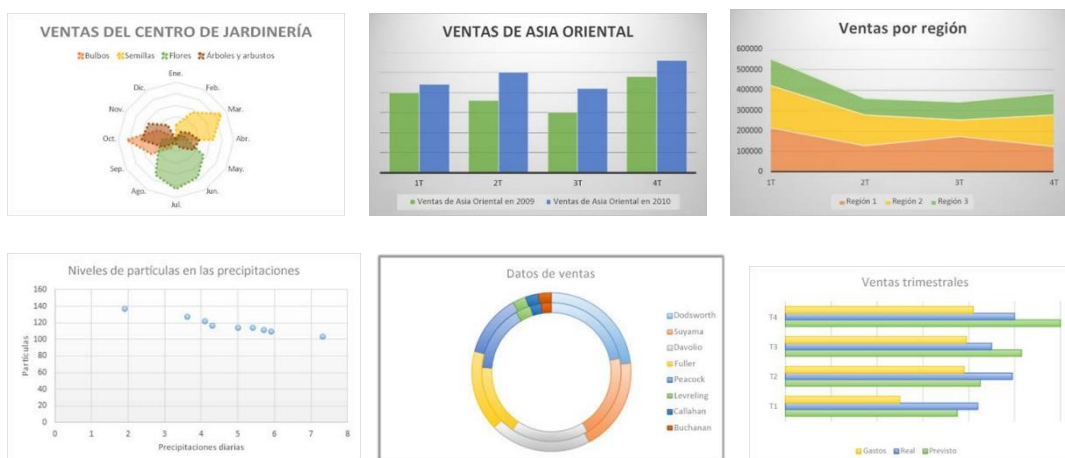 VENTAS DEL CENTRO DE JARDINERÍA
Bulbos Semillas Flores Árboles y arbustos
Ene.
Dic. Feb.
Nov. Mar.
Oct. Abr.
Sep. May.
Ago. Jun.
Jul.
VENTAS DE ASIA ORIENTAL
1T 2T 3T 4T
Ventas de Asia Oriental en 2009 Ventas de Asia Oriental en 2010
Ventas por región
600000
500000
400000
300000
200000
100000
0
1T 2T 3T 4T
Región 1 Región 2 Región 3
Niveles de partículas en las precipitaciones
160
140
120
100
80
60
40
20
0
0 1 2 3 4 5 6 7 8
Partículas
Precipitaciones diarias
Datos de ventas
Dodsworth
Suyama
Davolio
Fuller
Peacock
Levreling
Callahan
Buchanan
Ventas trimestrales
T4
T3
T2
T1
Gastos Real Previsto